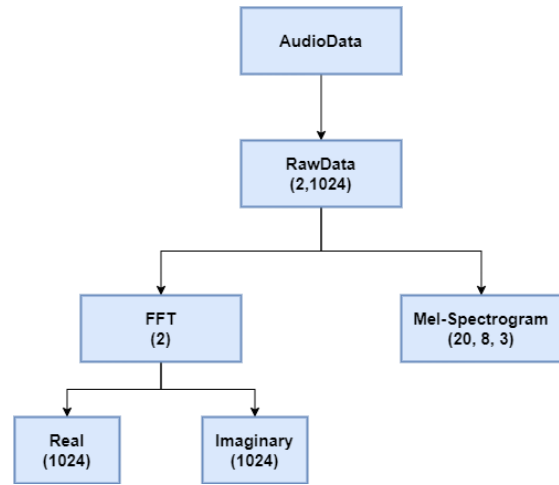 AudioData
RawData
(2,1024)
FFT
(2)
Mel-Spectrogram
(20, 8, 3)
Real
(1024)
Imaginary
(1024)